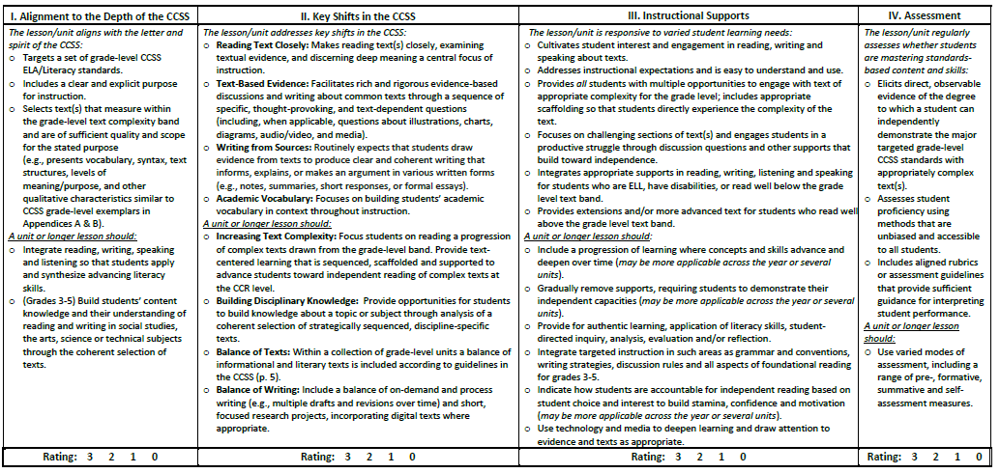 I. Alignment to the Depth of the CCSS
The lesson/unit aligns with the letter and
spirit of the CCSS:
○ Targets a set of grade-level CCSS
ELA/Literacy standards.
○ Includes a clear and explicit purpose
for instruction.
○ Selects text(s) that measure within
the grade-level text complexity band
and are of sufficient quality and scope
for the stated purpose
(e.g., presents vocabulary, syntax, text
structures, levels of
meaning/purpose, and other
qualitative characteristics similar to
CCSS grade-level exemplars in
Appendices A & B).
A unit or longer lesson should:
○ Integrate reading, writing, speaking
and listening so that students apply
and synthesize advancing literacy
skills.
○ (Grades 3-5) Build students' content
knowledge and their understanding of
reading and writing in social studies,
the arts, science or technical subjects
through the coherent selection of
texts.
Rating: 3 2 1 0
II. Key Shifts in the CCSS
The lesson/unit addresses key shifts in the CCSS:
○ Reading Text Closely: Makes reading text(s) closely, examining
textual evidence, and discerning deep meaning a central focus of
instruction.
○ Text-Based Evidence: Facilitates rich and rigorous evidence-based
discussions and writing about common texts through a sequence of
specific, thought-provoking, and text-dependent questions
(including, when applicable, questions about illustrations, charts,
diagrams, audio/video, and media).
○ Writing from Sources: Routinely expects that students draw
evidence from texts to produce clear and coherent writing that
informs, explains, or makes an argument in various written forms
(e.g., notes, summaries, short responses, or formal essays).
○ Academic Vocabulary: Focuses on building students' academic
vocabulary in context throughout instruction.
A unit or longer lesson should:
○ Increasing Text Complexity: Focus students on reading a progression
of complex texts drawn from the grade-level band. Provide text-
centered learning that is sequenced, scaffolded and supported to
advance students toward independent reading of complex texts at
the CCR level.
○ Building Disciplinary Knowledge: Provide opportunities for students
to build knowledge about a topic or subject through analysis of a
coherent selection of strategically sequenced, discipline-specific
texts.
○ Balance of Texts: Within a collection of grade-level units a balance of
informational and literary texts is included according to guidelines
in the CCSS (p. 5).
○ Balance of Writing: Include a balance of on-demand and process
writing (e.g., multiple drafts and revisions over time) and short,
focused research projects, incorporating digital texts where
appropriate.
Rating: 3 2 1 0
III. Instructional Supports
The lesson/unit is responsive to varied student learning needs:
○ Cultivates student interest and engagement in reading, writing and
speaking about texts.
○ Addresses instructional expectations and is easy to understand and use.
○ Provides all students with multiple opportunities to engage with text of
appropriate complexity for the grade level; includes appropriate
scaffolding so that students directly experience the complexity of the
text.
○ Focuses on challenging sections of text(s) and engages students in a
productive struggle through discussion questions and other supports
that build toward independence.
○ Integrates appropriate supports in reading, writing, listening and speaking
for students who are ELL, have disabilities, or read well below the grade
level text band.
○ Provides extensions and/or more advanced text for students who read well
above the grade level text band.
A unit or longer lesson should:
○ Include a progression of learning where concepts and skills advance and
deepen over time (may be more applicable across the year or several
units).
○ Gradually remove supports, requiring students to demonstrate their
independent capacities (may be more applicable across the year or several
units).
○ Provide for authentic learning, application of literacy skills, student-
directed inquiry, analysis, evaluation and/or reflection.
○ Integrate targeted instruction in such areas as grammar and conventions,
writing strategies, discussion rules and all aspects of foundational reading
for grades 3-5.
○ Indicate how students are accountable for independent reading based on
student choice and interest to build stamina, confidence and motivation
(may be more applicable across the year or several units).
○ Use technology and media to deepen learning and draw attention to
evidence and texts as appropriate.
Rating: 3 2 1 0
IV. Assessment
The lesson/unit regularly
assesses whether students
are mastering standards-
based content and skills:
○ Elicits direct, observable
evidence of the degree
to which a student can
independently
demonstrate the major
targeted grade-level
CCSS standards with
appropriately complex
text(s).
○ Assesses student
proficiency using
methods that are
unbiased and accessible
to all students.
○ Includes aligned rubrics
or assessment guidelines
that provide sufficient
guidance for interpreting
student performance.
A unit or longer lesson
should:
○ Use varied modes of
assessment, including a
range of pre-, formative,
summative and self-
assessment measures.
Rating: 3 2 1 0